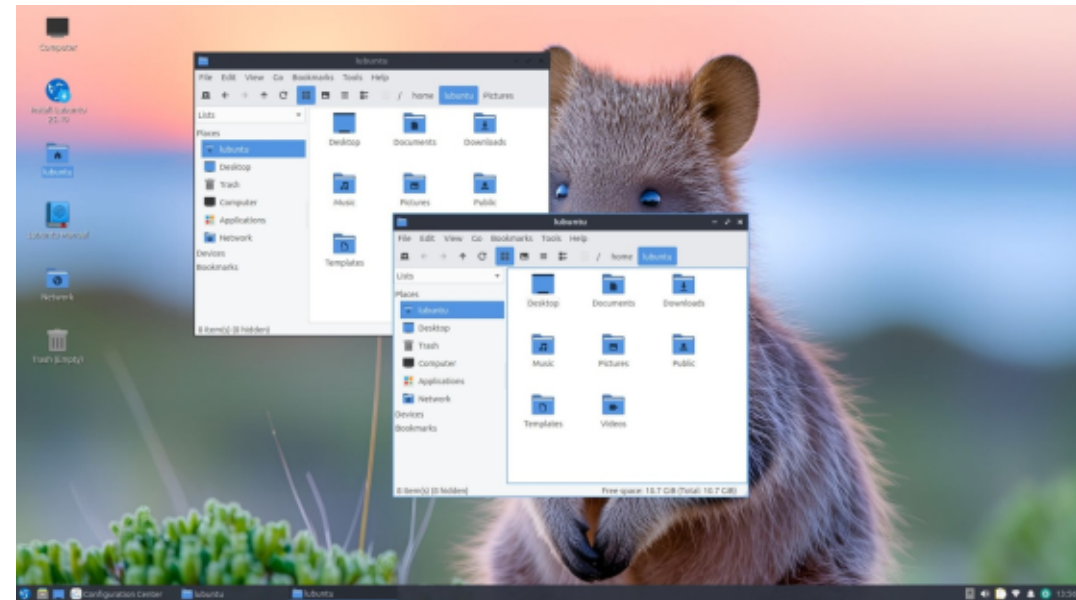 Computer
Install Lubuntu
25.10
lubuntu
Lubuntu Manual
Network
Trash (Empty)
lubuntu
File Edit View Go Bookmarks Tools Help
/ home lubuntu Pictures
Lists
Places
lubuntu
Desktop
Trash
Computer
Applications
Network
Devices
Bookmarks
Desktop Documents Downloads
Music Pictures Public
Templates
8 item(s) (8 hidden)
lubuntu
File Edit View Go Bookmarks Tools Help
/ home lubuntu
Lists
Places
lubuntu
Desktop
Trash
Computer
Applications
Network
Devices
Bookmarks
Desktop Documents Downloads
Music Pictures Public
Templates Videos
8 item(s) (8 hidden) Free space: 10.7 GiB (Total: 10.7 GiB)
Configuration Center lubuntu lubuntu